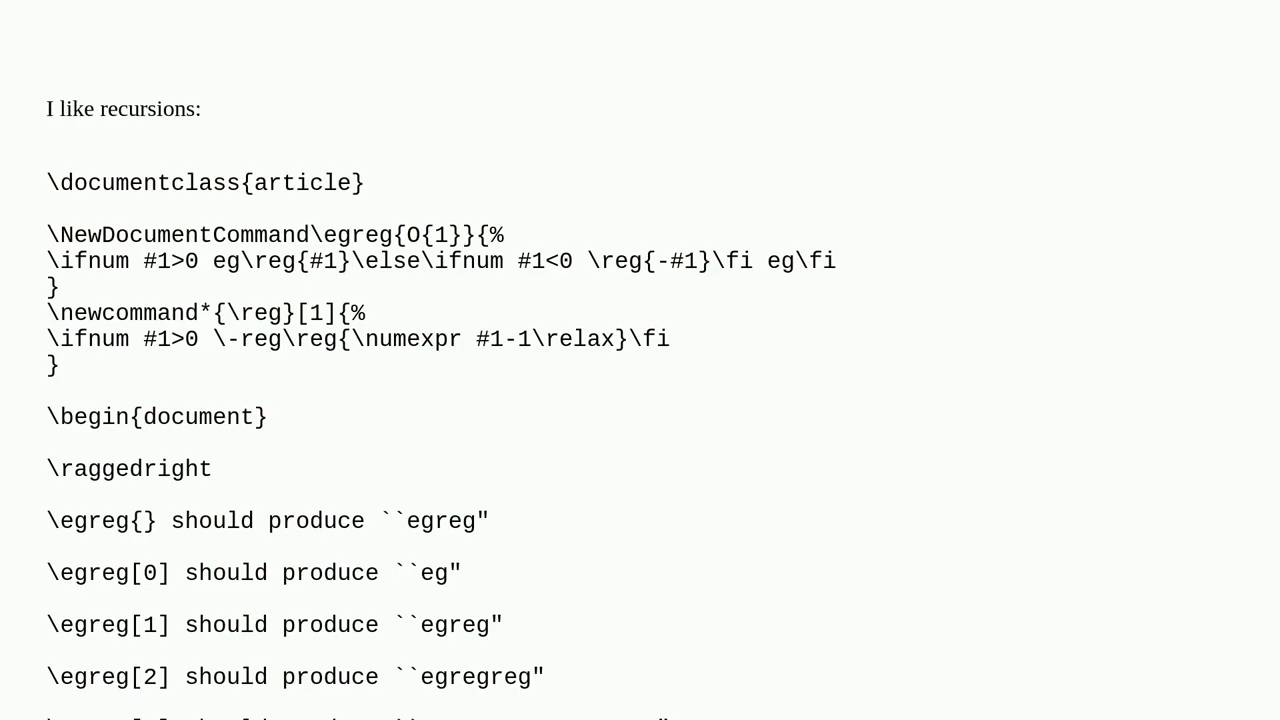 I like recursions:
\documentclass{article}
\NewDocumentCommand\egreg{O{1}}{%
\ifnum #1>0 eg\reg{#1}\else\ifnum #1<0 \reg{-#1}\fi eg\fi
}
\newcommand*{\reg}[1]{%
\ifnum #1>0 \-reg\reg{\numexpr #1-1\relax}\fi
}
\begin{document}
\raggedright
\egreg{} should produce ``egreg"
\egreg[0] should produce ``eg"
\egreg[1] should produce ``egreg"
\egreg[2] should produce ``egregreg"